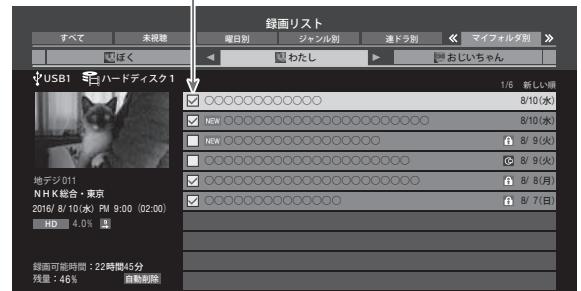 録画リスト
すべて 未視聴 曜日別 ジャンル別 連ドラ別 マイフォルダ別
ぼく わたし おじいちゃん
USB1 ハードディスク1
1/6 新しい順
○○○○○○○○○○○○ 8/10(水)
NEW ○○○○○○○○○○○○○○○○○○○○○ 8/10(水)
NEW ○○○○○○○○○○○○○○○○ 8/ 9(火)
○○○○○○○○○○○○○○○○○○○○○ 8/ 9(火)
○○○○○○○○○○○○○○○○○○○○○○ 8/ 8(月)
○○○○○○○○○○○○○○ 8/ 7(日)
地デジ011
NHK総合・東京
2016/ 8/10(水) PM 9:00 (02:00)
HD 4.0%
録画可能時間：22時間45分
残量：46% 自動削除